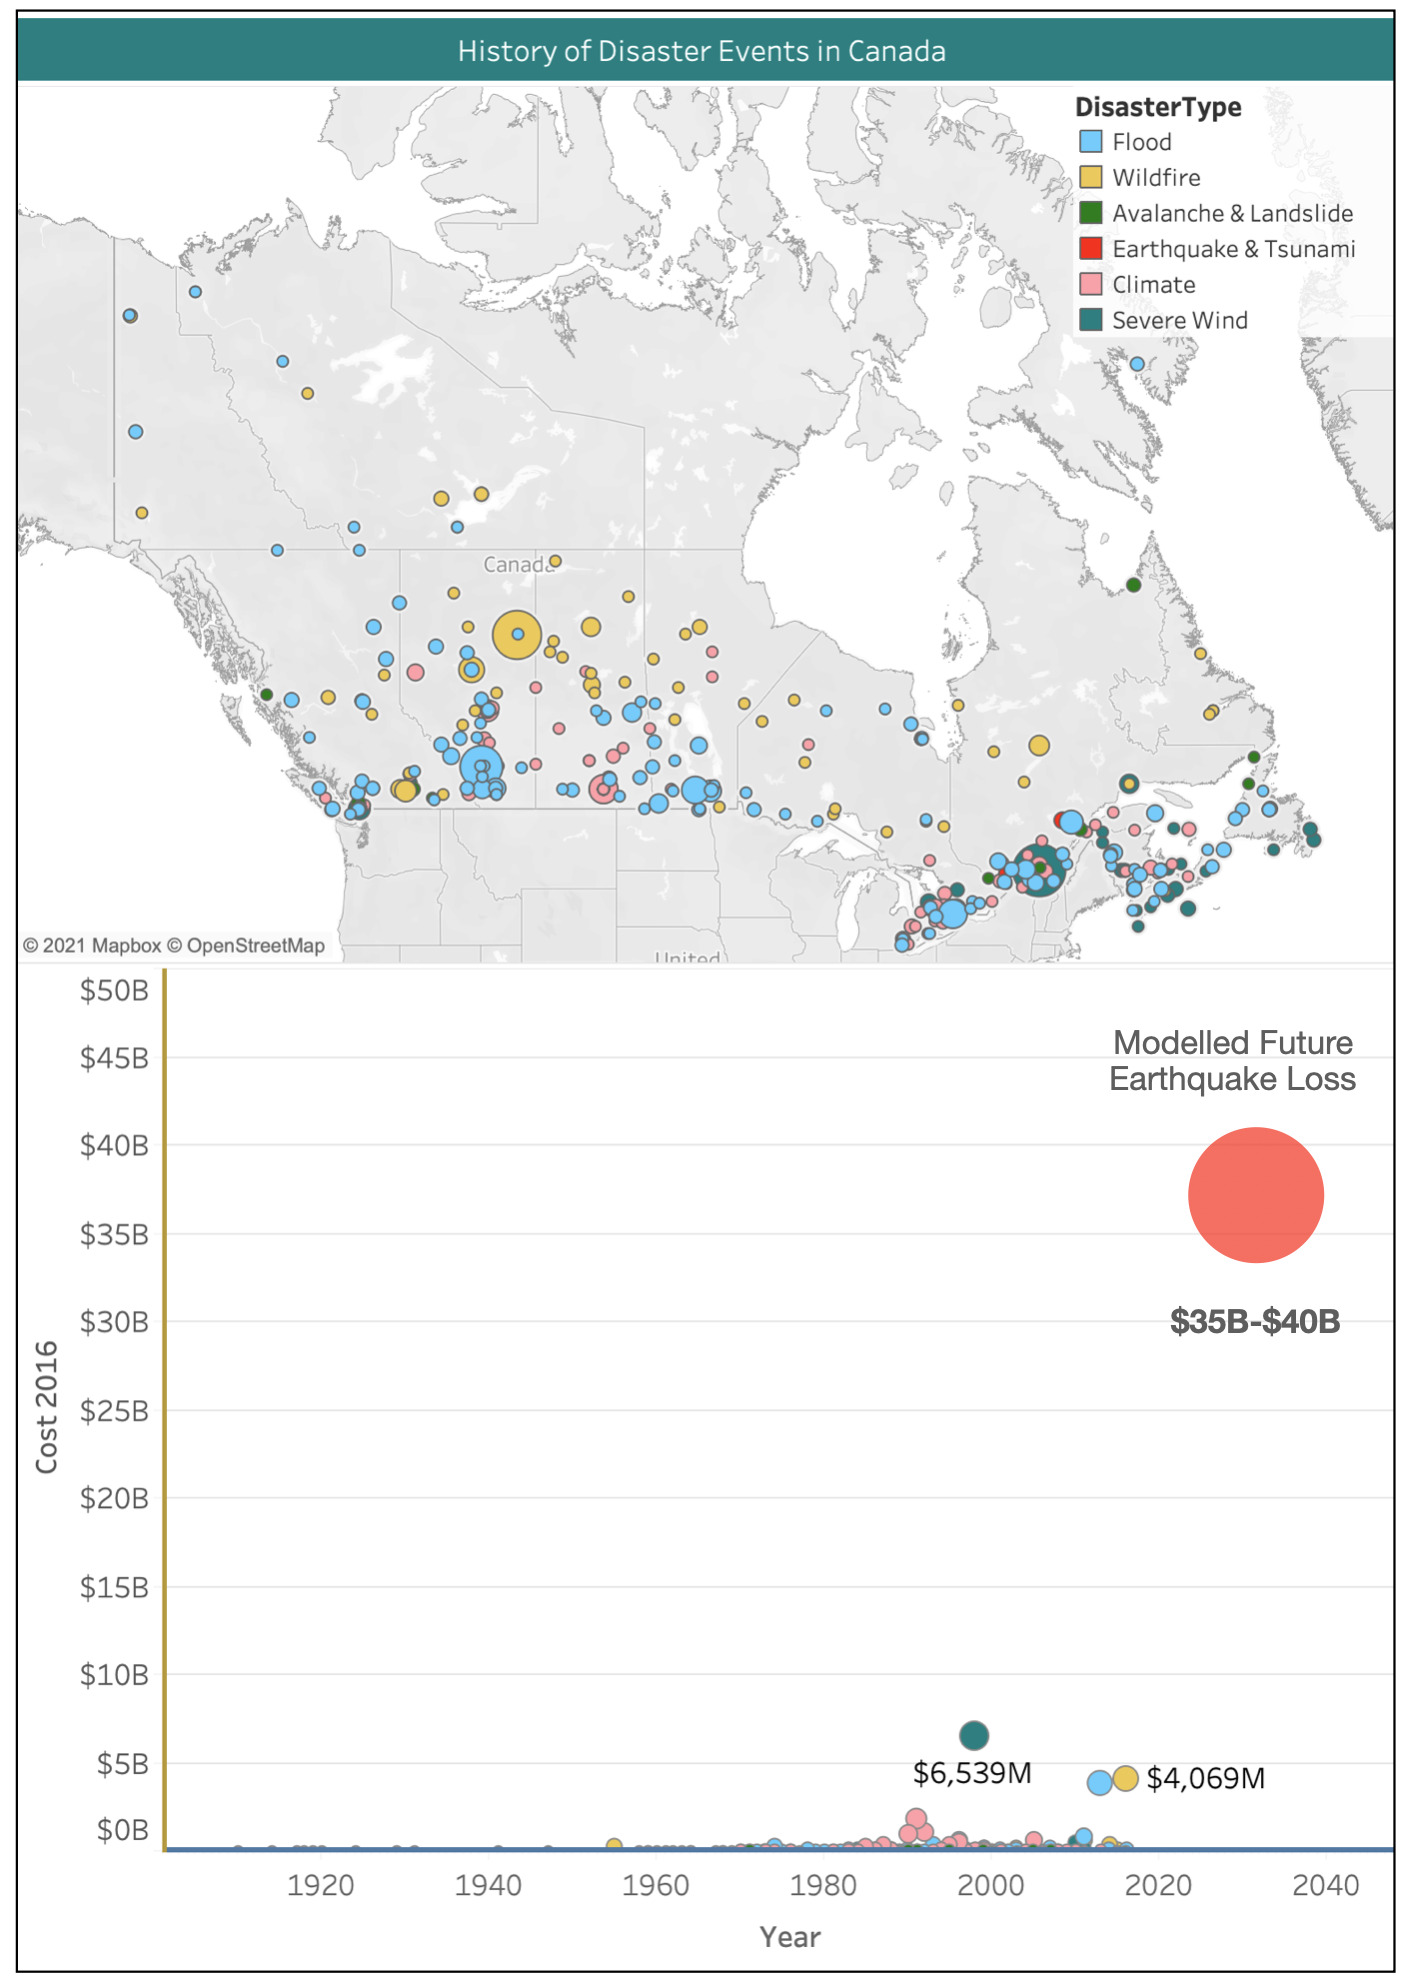 History of Disaster Events in Canada
DisasterType
Flood
Wildfire
Avalanche & Landslide
Earthquake & Tsunami
Climate
Severe Wind
Canada
© 2021 Mapbox © OpenStreetMap
United
$50B
Modelled Future
Earthquake Loss
$45B
$40B
$35B
$35B-$40B
$30B
Cost 2016
$25B
$20B
$15B
$10B
$5B
$6,539M
$4,069M
$0B
1920 1940 1960 1980 2000 2020 2040
Year